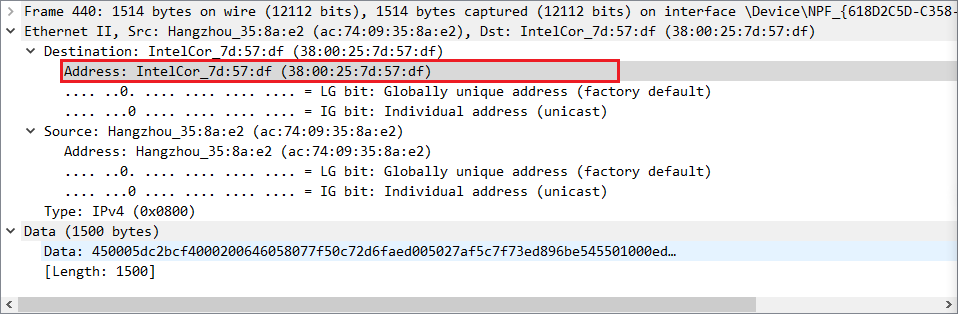 Frame 440: 1514 bytes on wire (12112 bits), 1514 bytes captured (12112 bits) on interface \Device\NPF_{618D2C5D-C358-
Ethernet II, Src: Hangzhou_35:8a:e2 (ac:74:09:35:8a:e2), Dst: IntelCor_7d:57:df (38:00:25:7d:57:df)
Destination: IntelCor_7d:57:df (38:00:25:7d:57:df)
Address: IntelCor_7d:57:df (38:00:25:7d:57:df)
.... ..0. .... .... .... .... = LG bit: Globally unique address (factory default)
.... ...0 .... .... .... .... = IG bit: Individual address (unicast)
Source: Hangzhou_35:8a:e2 (ac:74:09:35:8a:e2)
Address: Hangzhou_35:8a:e2 (ac:74:09:35:8a:e2)
.... ..0. .... .... .... .... = LG bit: Globally unique address (factory default)
.... ...0 .... .... .... .... = IG bit: Individual address (unicast)
Type: IPv4 (0x0800)
Data (1500 bytes)
Data: 450005dc2bcf4000200646058077f50c72d6faed005027af5c7f73ed896be545501000ed…
[Length: 1500]